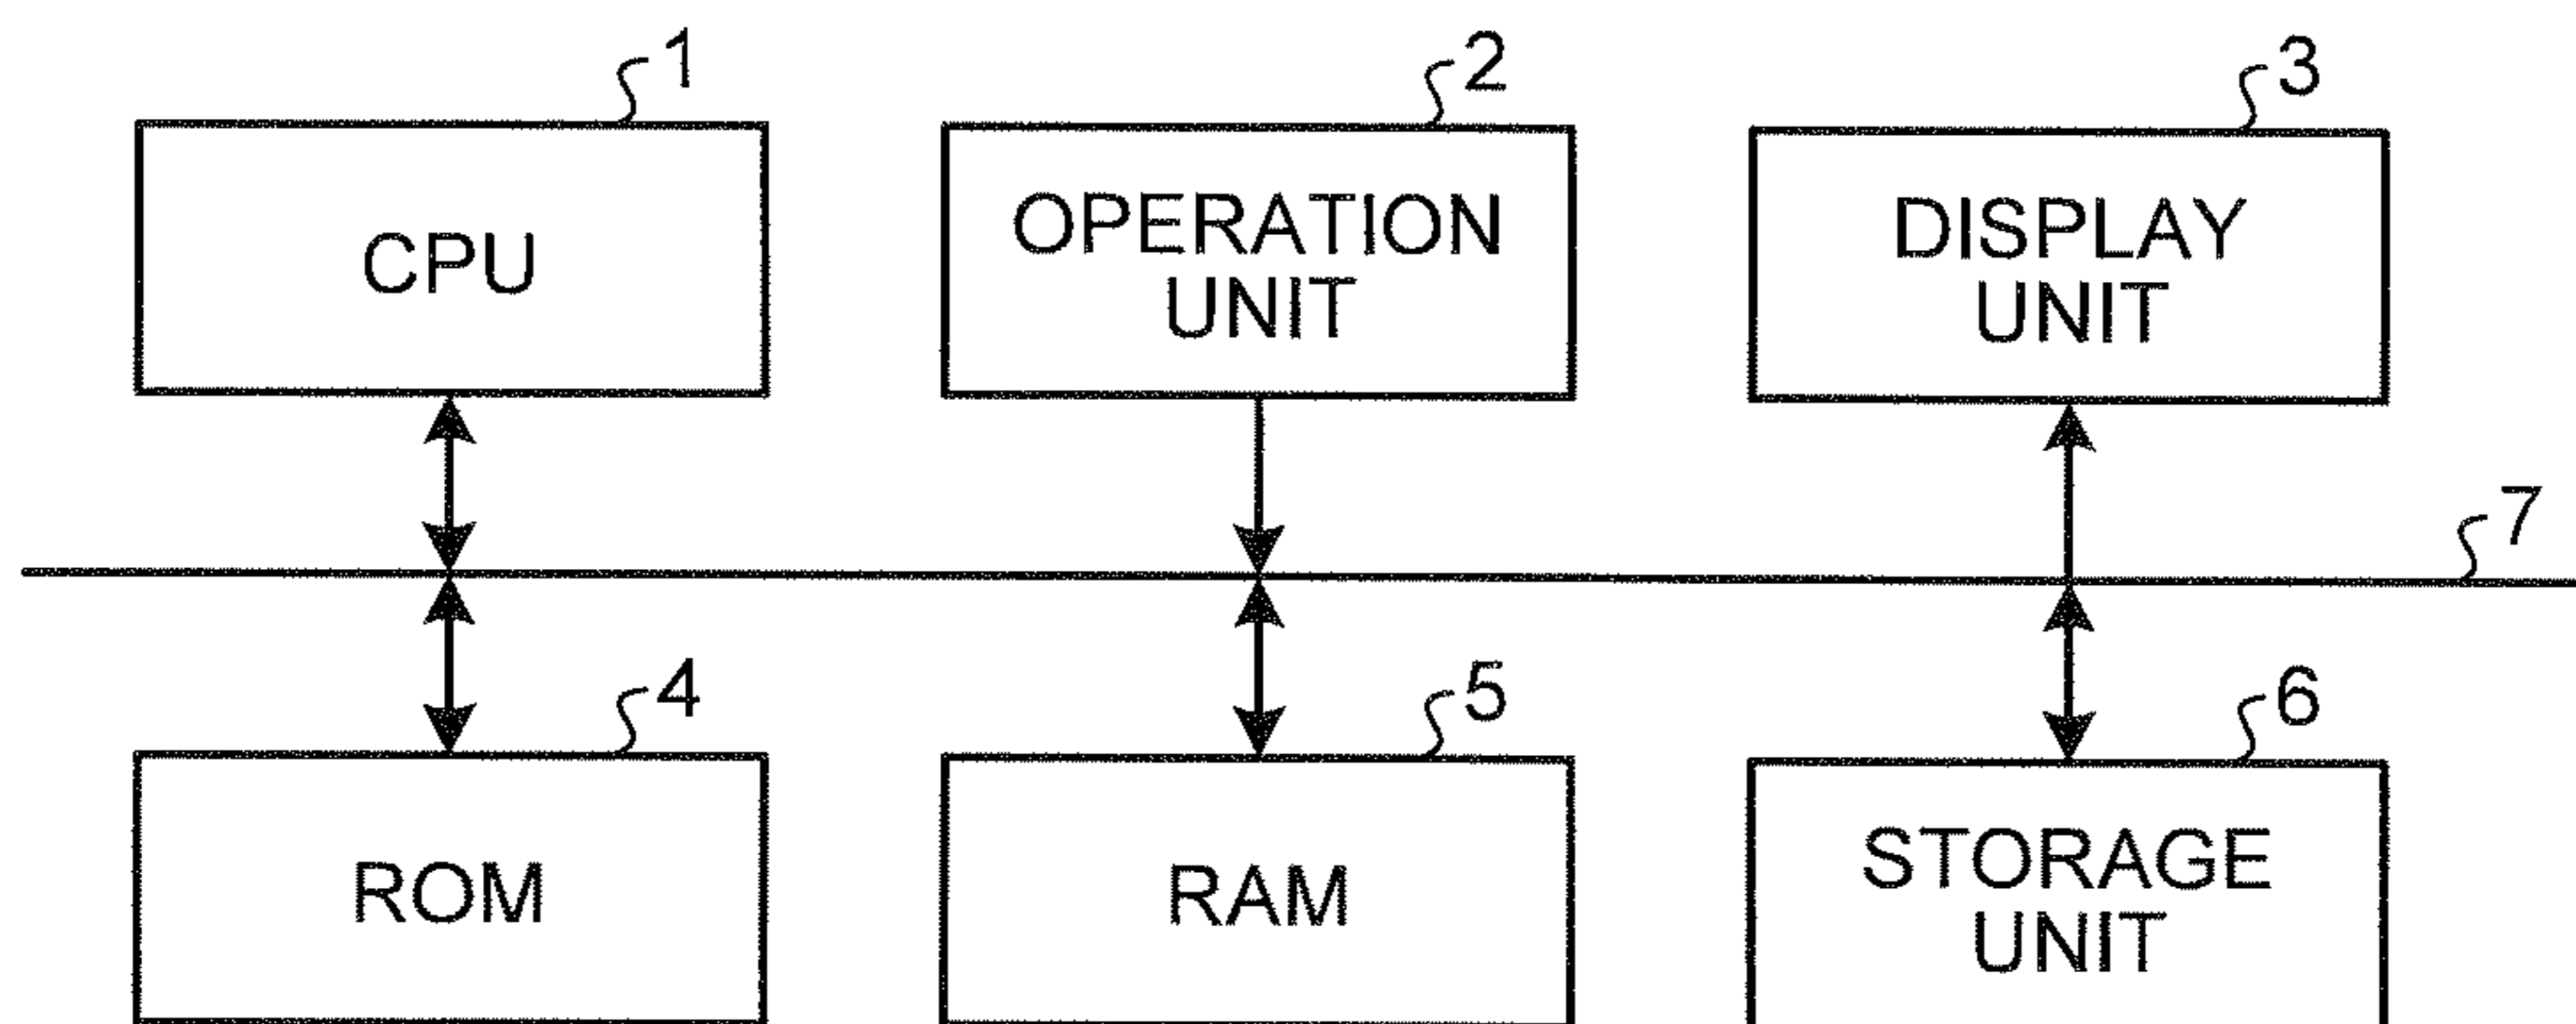 1
2
3
CPU
OPERATION
UNIT
DISPLAY
UNIT
7
4
5
6
ROM
RAM
STORAGE
UNIT